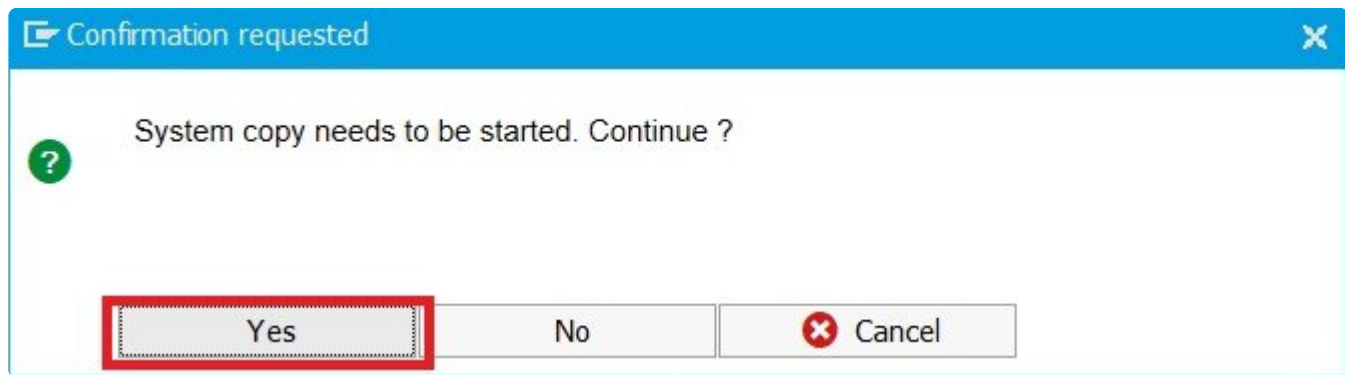 Confirmation requested
System copy needs to be started. Continue ?
Yes No Cancel